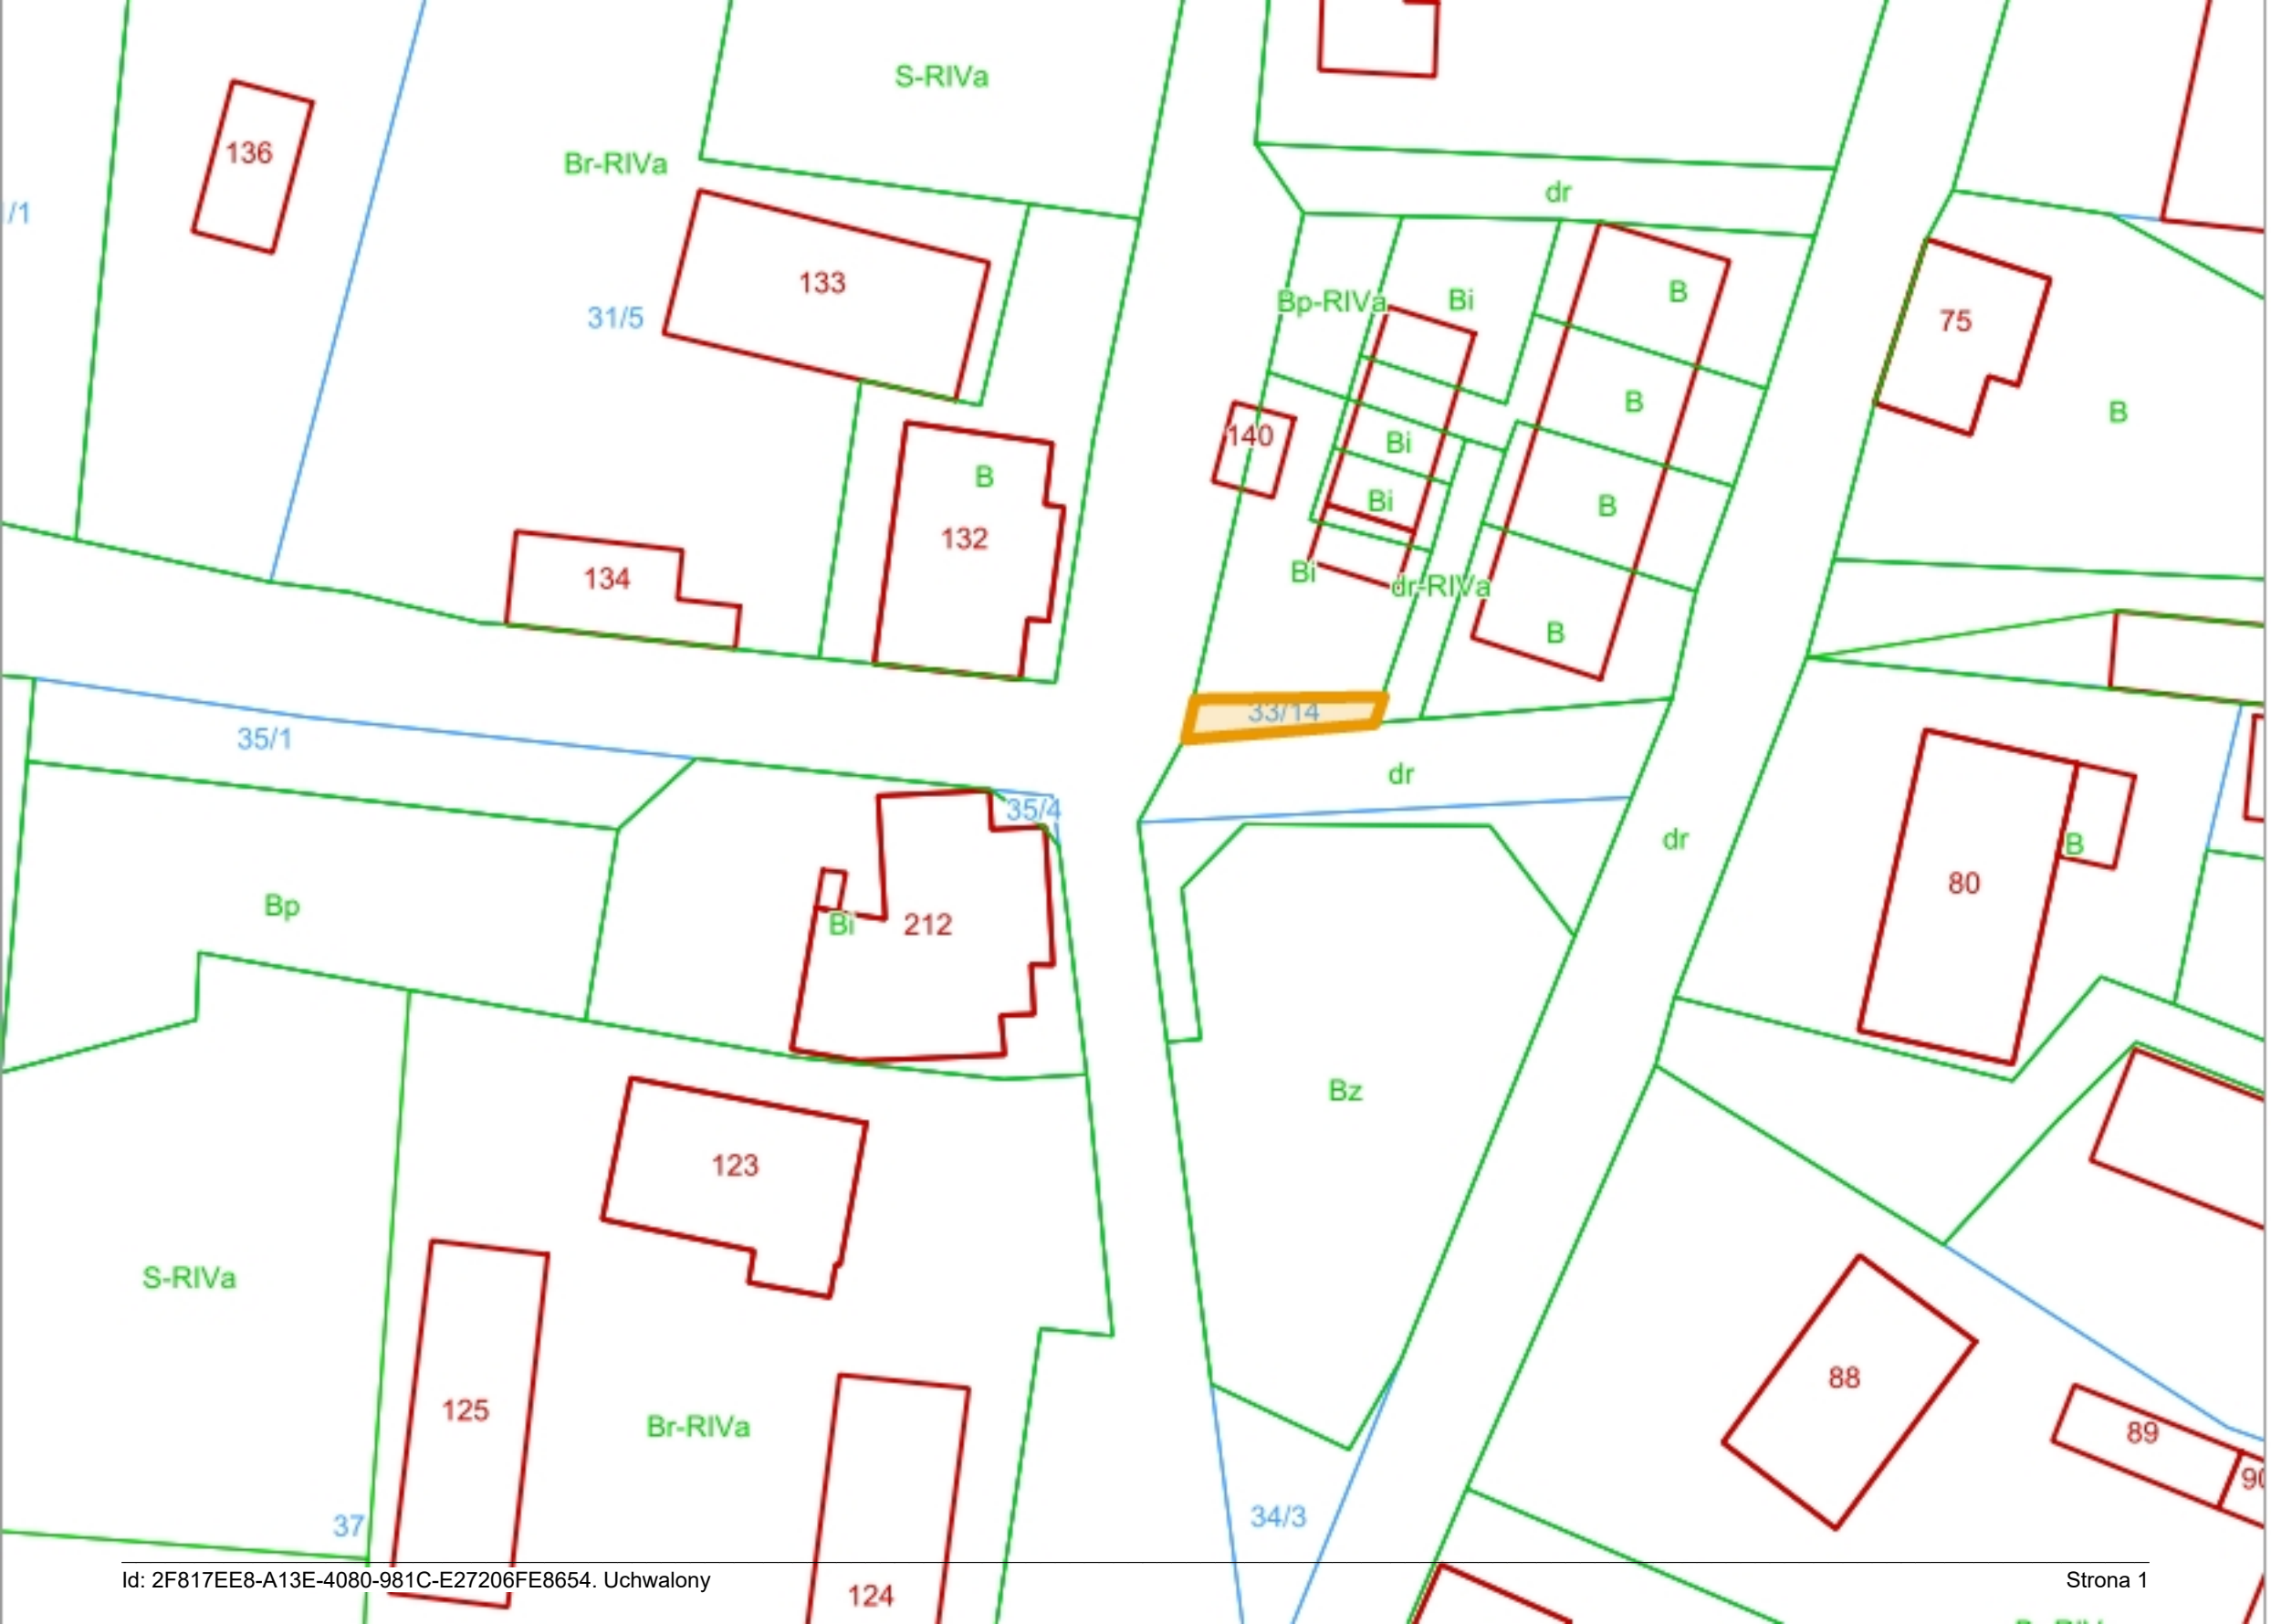 S-RIVa
136
Br-RIVa
dr
/1
133
31/5
Bp-RIVa
Bi
B
75
B
B
140
Bi
B
132
Bi
B
134
Bi
dr-RIVa
B
33/14
35/1
dr
35/4
dr
B
80
Bp
Bi
212
Bz
123
S-RIVa
125
Br-RIVa
88
89
90
37
34/3
124
Id: 2F817EE8-A13E-4080-981C-E27206FE8654. Uchwalony
Strona 1